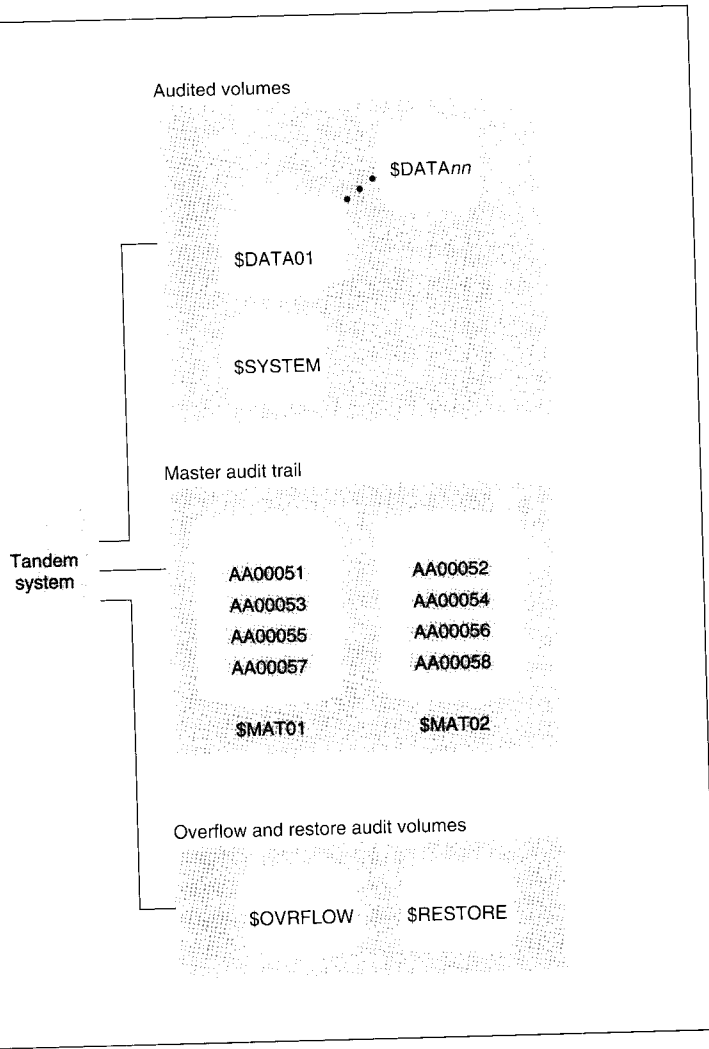 Audited volumes
$DATAnn
$DATA01
$SYSTEM
Master audit trail
Tandem
system
AA00051
AA00053
AA00055
AA00057
$MAT01
AA00052
AA00054
AA00056
AA00058
$MAT02
Overflow and restore audit volumes
$OVRFLOW
$RESTORE